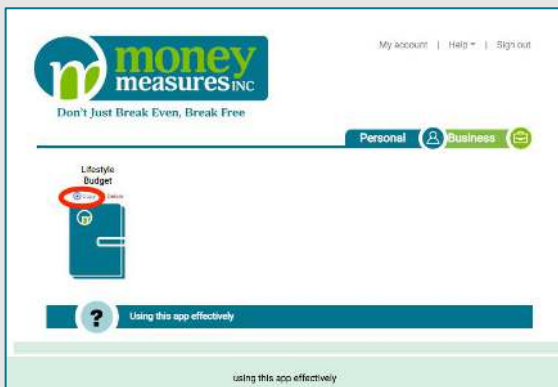 My account | Help | Sign out
m money
measures INC
Don't Just Break Even, Break Free
Personal Business
Lifestyle
Budget
Delete
m
? Using this app effectively
using this app effectively